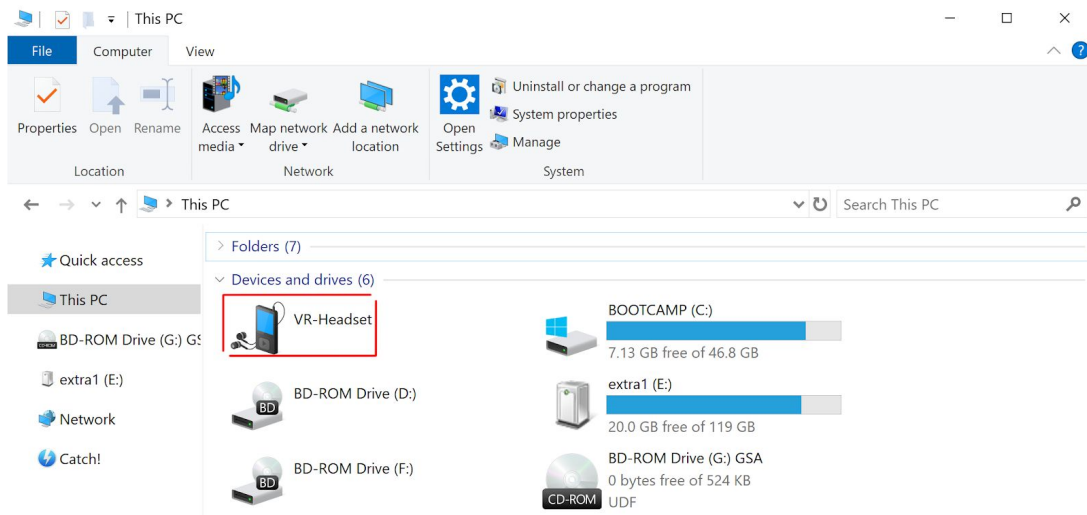 This PC
File Computer View
?
Properties Open Rename Access media Map network drive Add a network location Open Settings Uninstall or change a program
System properties
Manage
Location Network System
This PC Search This PC
Quick access
This PC
BD-ROM Drive (G:) GS
extra1 (E:)
Network
Catch!
Folders (7)
Devices and drives (6)
VR-Headset
BOOTCAMP (C:)
7.13 GB free of 46.8 GB
BD-ROM Drive (D:)
BD
extra1 (E:)
20.0 GB free of 119 GB
BD-ROM Drive (F:)
BD
BD-ROM Drive (G:) GSA
0 bytes free of 524 KB
UDF
CD-ROM